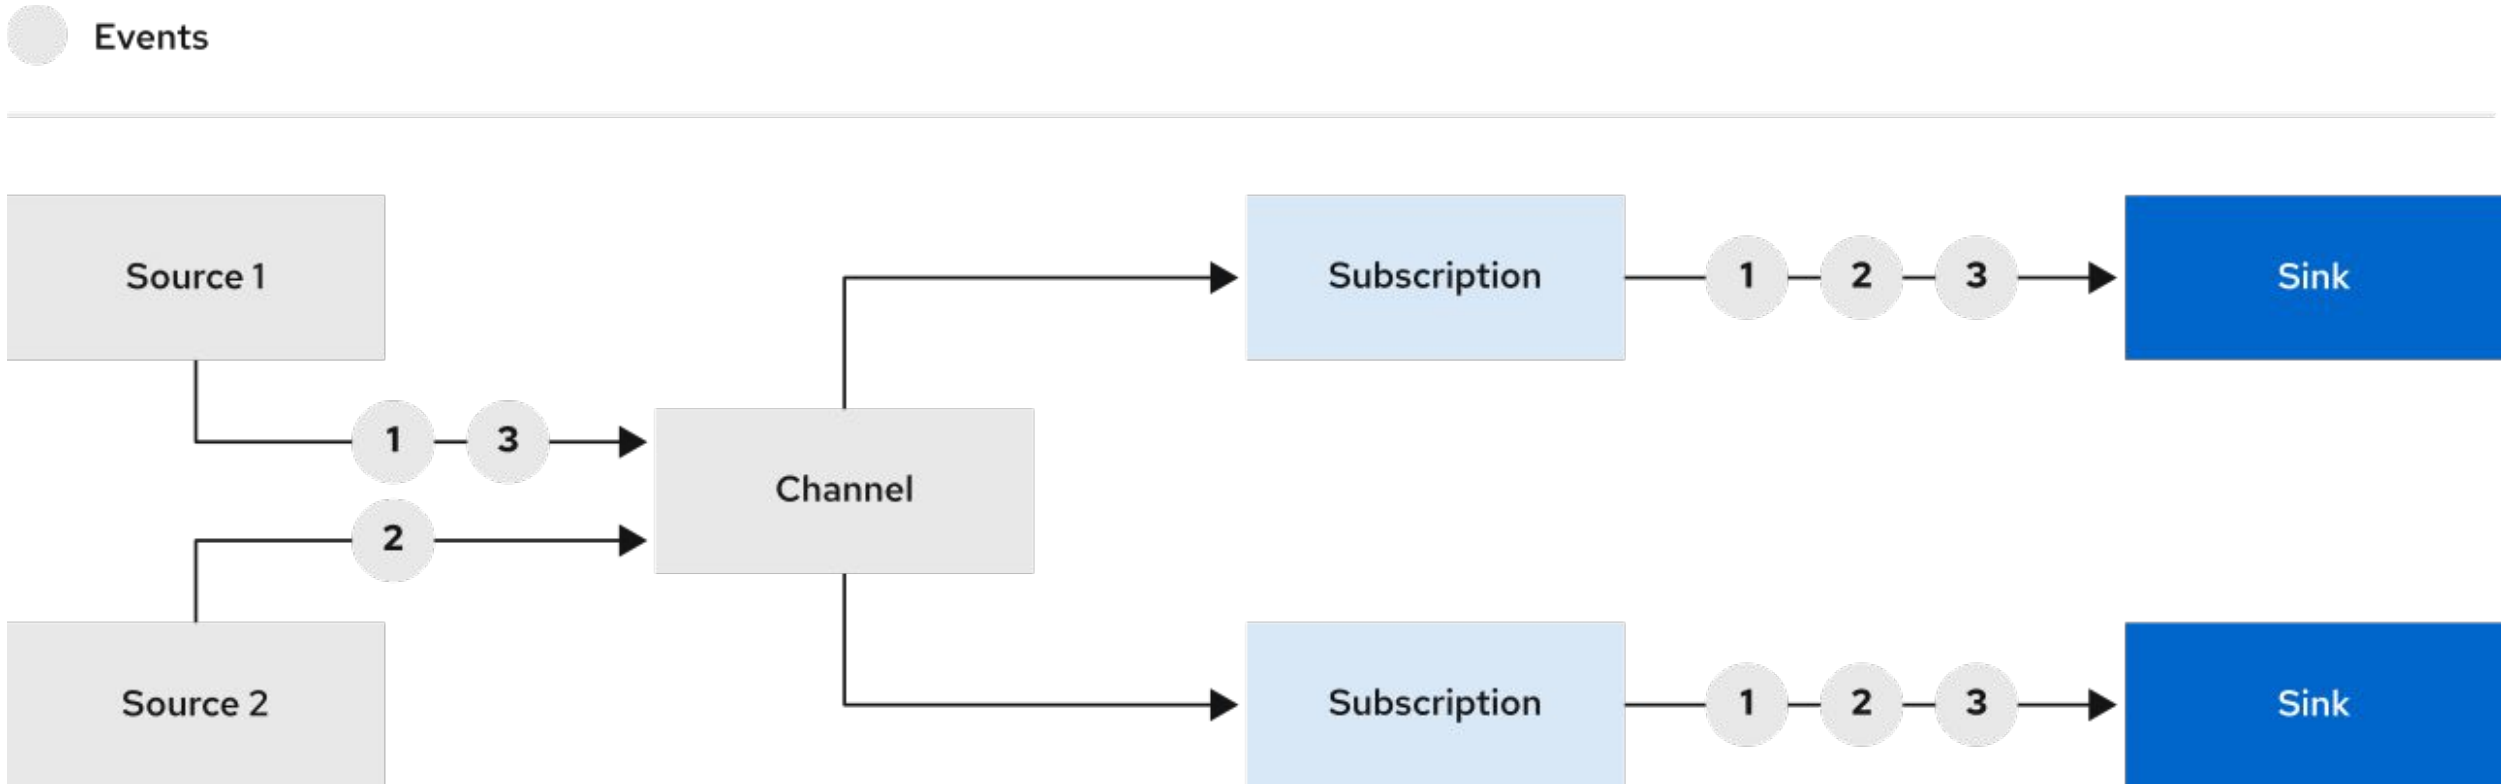 Events
Source 1
Subscription
1 2 3
Sink
1 3
Channel
2
Source 2
Subscription
1 2 3
Sink